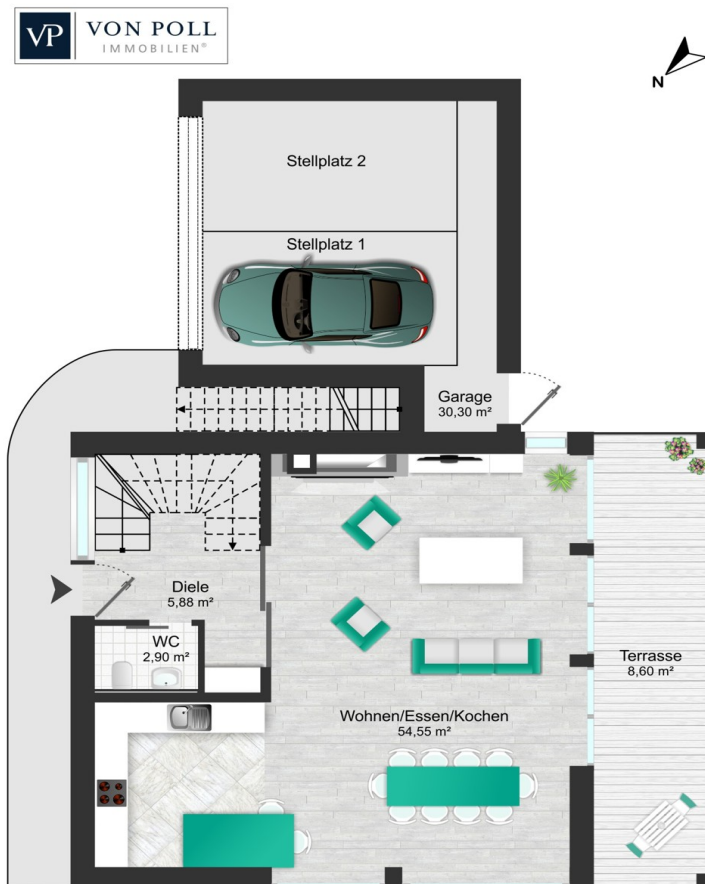 VP
VON POLL
IMMOBILIEN®
N
Stellplatz 2
Stellplatz 1
Garage
30,30 m²
Diele
5,88 m²
WC
2,90 m²
Terrasse
8,60 m²
Wohnen/Essen/Kochen
54,55 m²